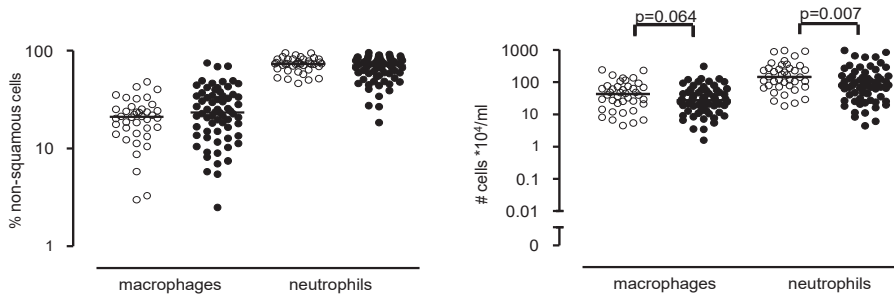 % non-squamous cells
100
10
1
macrophages
neutrophils
# cells *10⁴/ml
p=0.064
p=0.007
1000
100
10
1
0.1
0.01
0
macrophages
neutrophils